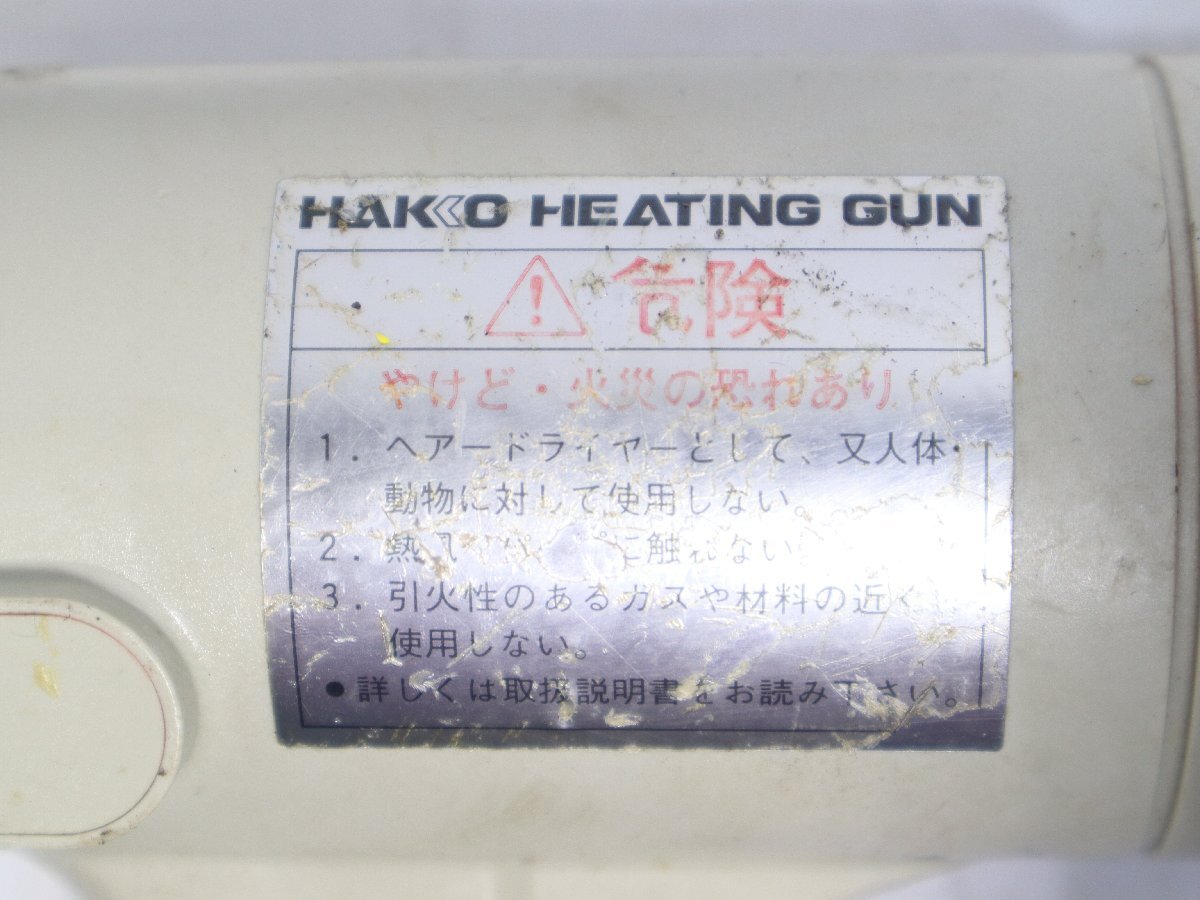 HAKKO HEATING GUN
危険
やけど・火災の恐れあり
1. ヘアードライヤーとして、又人体・
動物に対して使用しない。
2. 熱風 パイプに触れない
3. 引火性のあるガスや材料の近く
使用しない。
●詳しくは取扱説明書をお読み下さい。